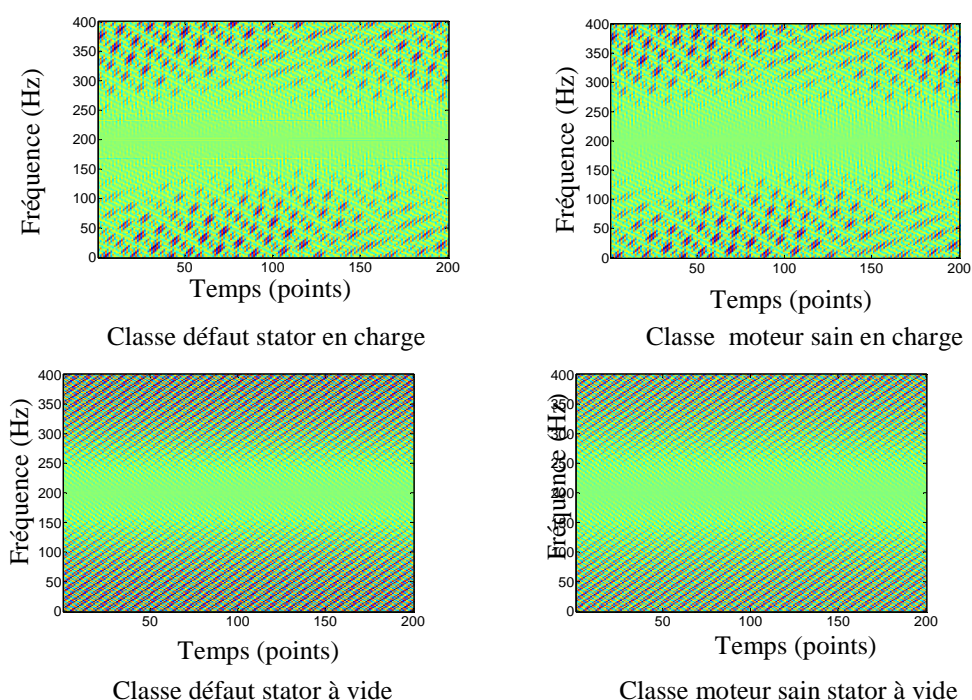 400
350
300
250
200
150
100
50
0
Fréquence (Hz)
50 100 150 200
Temps (points)
Classe défaut stator en charge
400
350
300
250
200
150
100
50
0
Fréquence (Hz)
50 100 150 200
Temps (points)
Classe moteur sain en charge
400
350
300
250
200
150
100
50
0
Fréquence (Hz)
50 100 150 200
Temps (points)
Classe défaut stator à vide
400
350
300
250
200
150
100
50
0
Fréquence (Hz)
50 100 150 200
Temps (points)
Classe moteur sain stator à vide